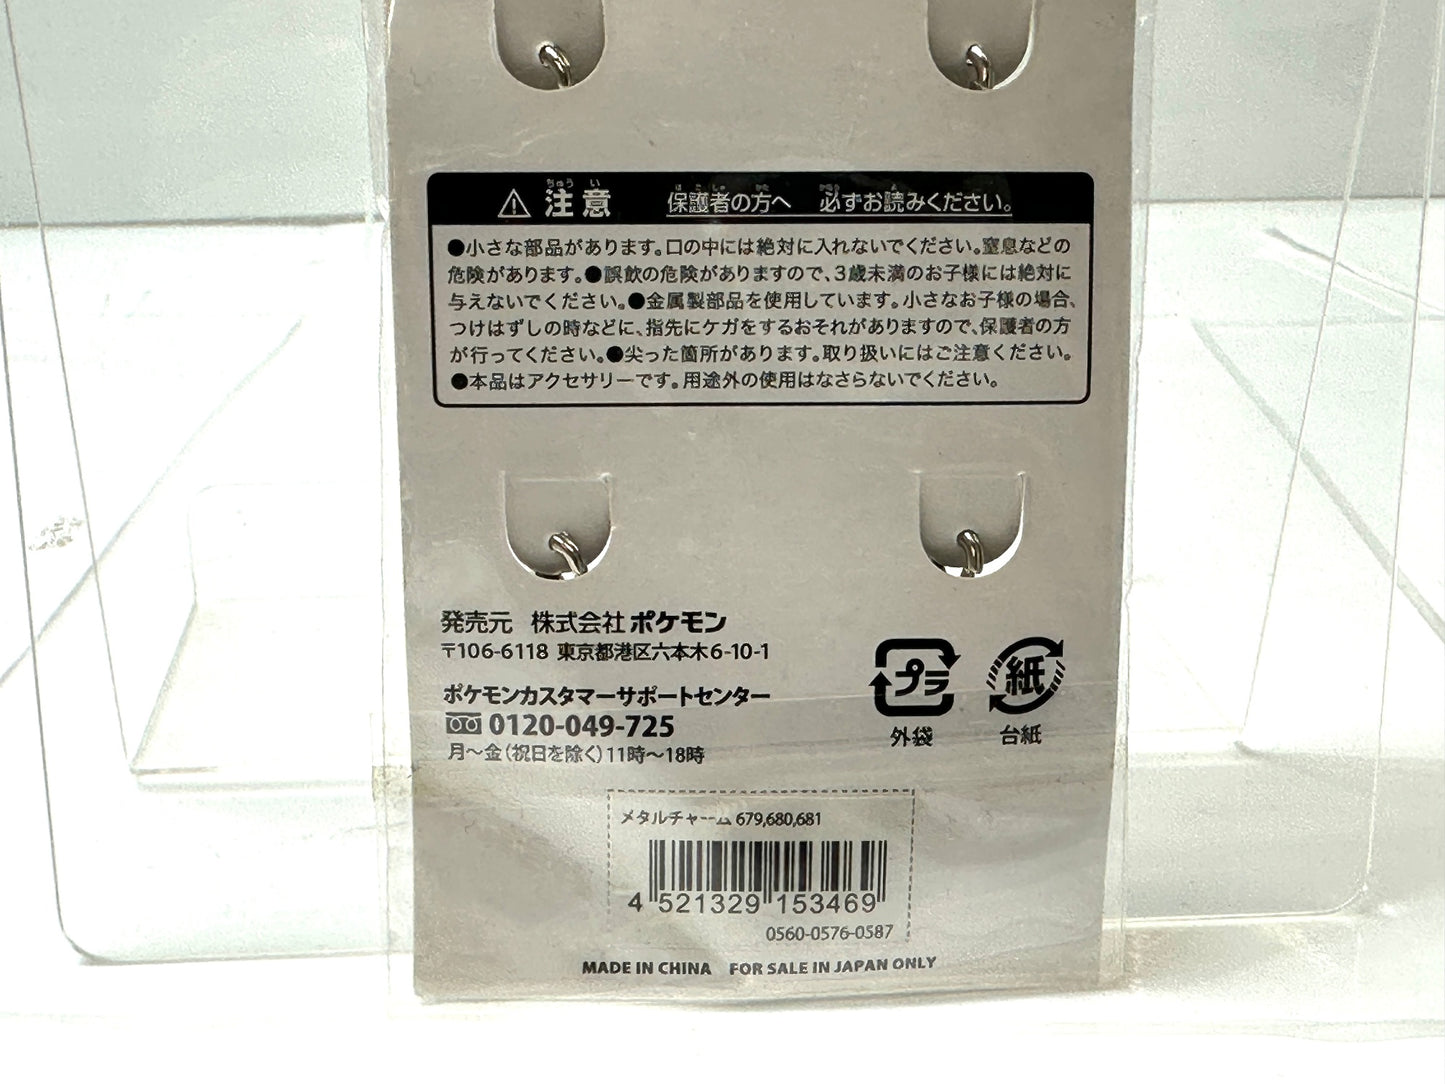 注意 保護者の方へ 必ずお読みください。
●小さな部品があります。口の中には絶対に入れないでください。窒息などの
危険があります。●誤飲の危険がありますので、3歳未満のお子様には絶対に
与えないでください。●金属製部品を使用しています。小さなお子様の場合、
つけはずしの時などに、指先にケガをするおそれがありますので、保護者の方
が行ってください。●尖った箇所があります。取り扱いにはご注意ください。
●本品はアクセサリーです。用途外の使用はなさらないでください。
発売元 株式会社ポケモン
〒106-6118 東京都港区六本木6-10-1
ポケモンカスタマーサポートセンター
0120-049-725
月～金(祝日を除く)11時～18時
プラ 紙
外袋 台紙
メタルチャーム 679,680,681
4 521329 153469
0560-0576-0587
MADE IN CHINA FOR SALE IN JAPAN ONLY